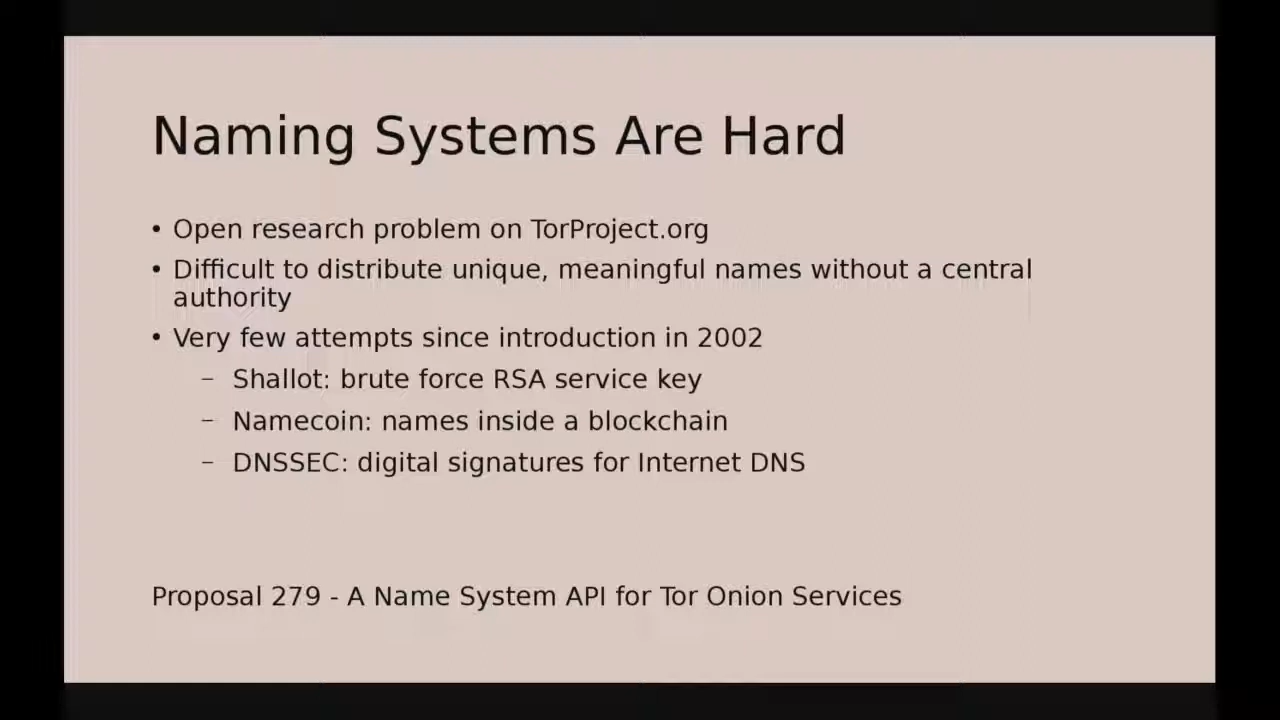 Naming Systems Are Hard
• Open research problem on TorProject.org
• Difficult to distribute unique, meaningful names without a central
authority
• Very few attempts since introduction in 2002
– Shallot: brute force RSA service key
– Namecoin: names inside a blockchain
– DNSSEC: digital signatures for Internet DNS
Proposal 279 - A Name System API for Tor Onion Services